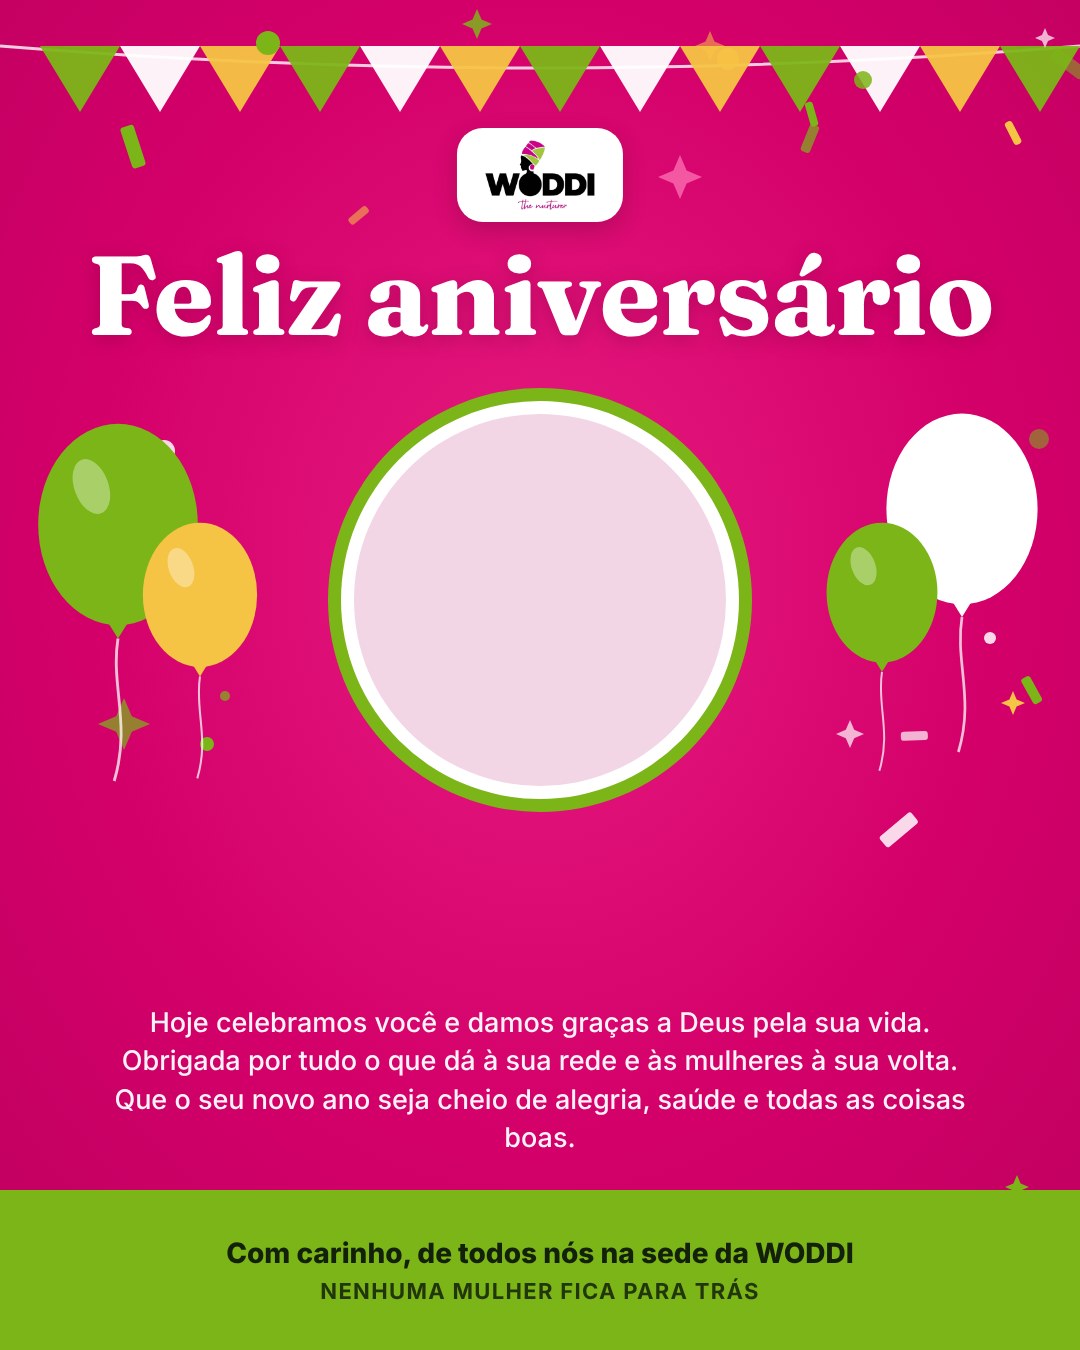 WODDI
the nurturer
Feliz aniversário
Hoje celebramos você e damos graças a Deus pela sua vida.
Obrigada por tudo o que dá à sua rede e às mulheres à sua volta.
Que o seu novo ano seja cheio de alegria, saúde e todas as coisas
boas.
Com carinho, de todos nós na sede da WODDI
NENHUMA MULHER FICA PARA TRÁS